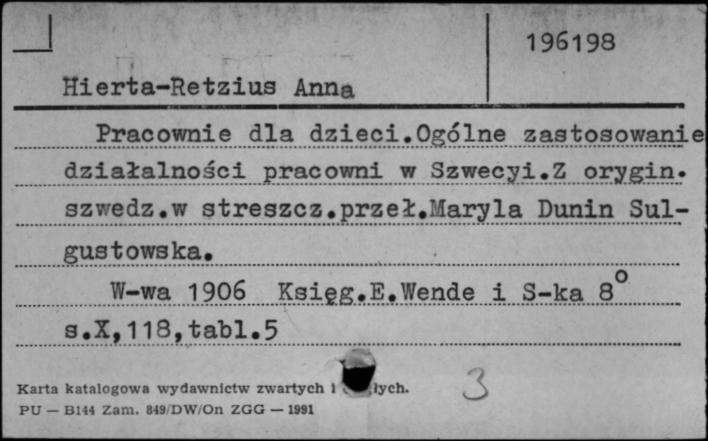 196198
Hierta-Retzius Anna
Pracownie dla dzieci.Ogólne zastosowanie
działalności pracowni w Szwecyi.Z orygin.
szwedz.w streszcz.przeł.Maryla Dunin Sul-
gustowska.
W-wa 1906 Księg.E.Wende i S-ka 8°
s.X,118,tabl.5
Karta katalogowa wydawnictw zwartych i
3
PU — B144 Zam. 849/DW/On ZGG — 1991